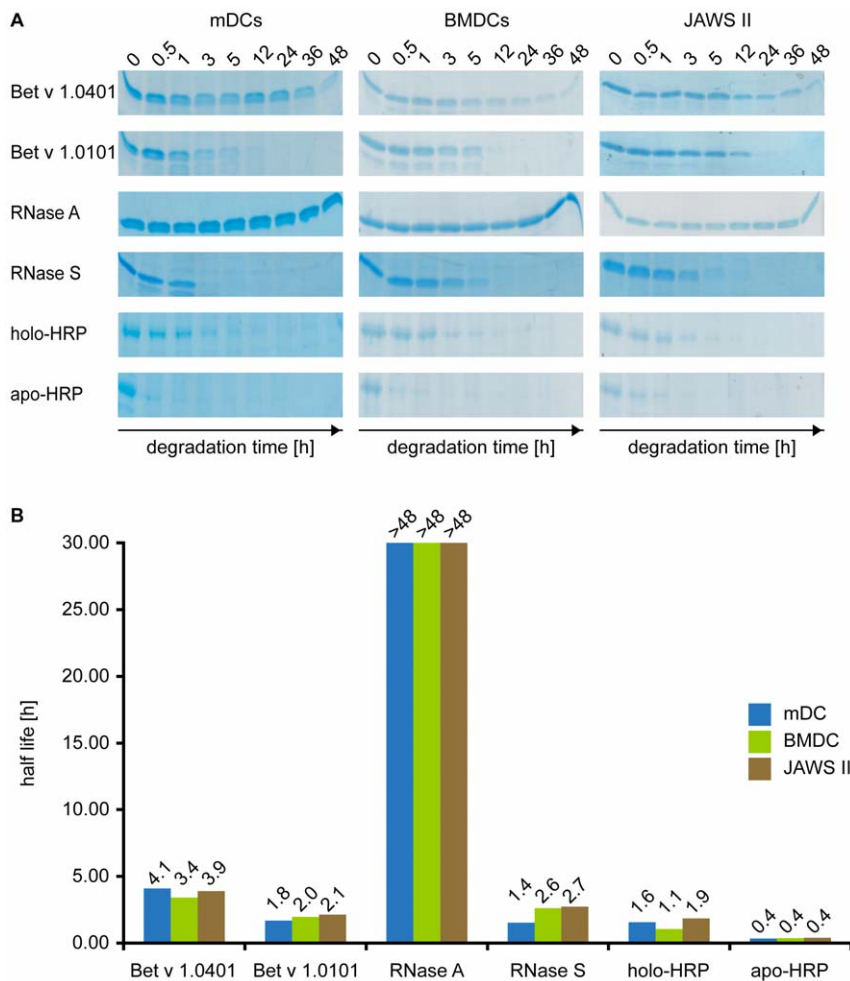 A
mDCs BMDCs JAWS II
0 0.5 1 3 5 12 24 36 48 0 0.5 1 3 5 12 24 36 48 0 0.5 1 3 5 12 24 36 48
Bet v 1.0401
Bet v 1.0101
RNase A
RNase S
holo-HRP
apo-HRP
degradation time [h] degradation time [h] degradation time [h]
B
>48 >48 >48
30.00
25.00
20.00
15.00
10.00
5.00
0.00
half life [h]
mDC
BMDC
JAWS II
4.1 3.4 3.9 1.8 2.0 2.1 1.4 2.6 2.7 1.6 1.1 1.9 0.4 0.4 0.4
Bet v 1.0401 Bet v 1.0101 RNase A RNase S holo-HRP apo-HRP